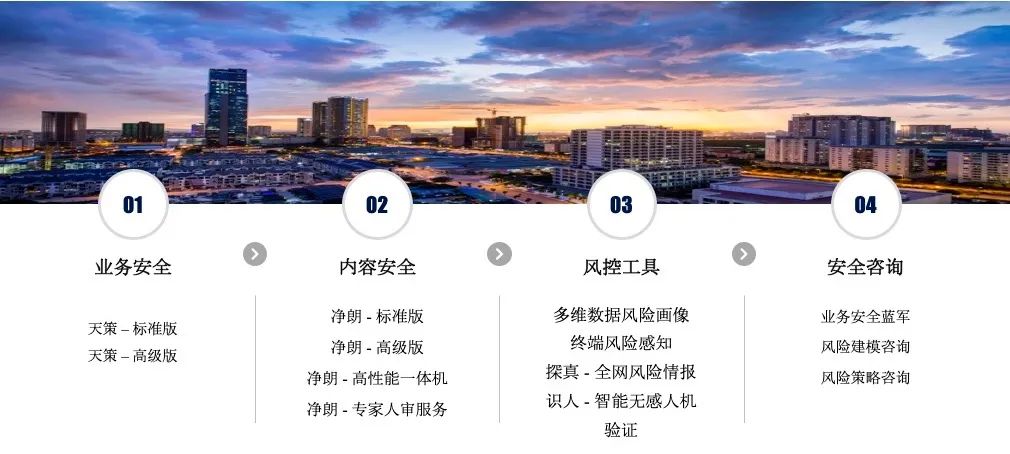 01
业务安全
天策 – 标准版
天策 – 高级版
02
内容安全
净朗 - 标准版
净朗 - 高级版
净朗 - 高性能一体机
净朗 - 专家人审服务
03
风控工具
多维数据风险画像
终端风险感知
探真 - 全网风险情报
识人 - 智能无感人机
验证
04
安全咨询
业务安全蓝军
风险建模咨询
风险策略咨询